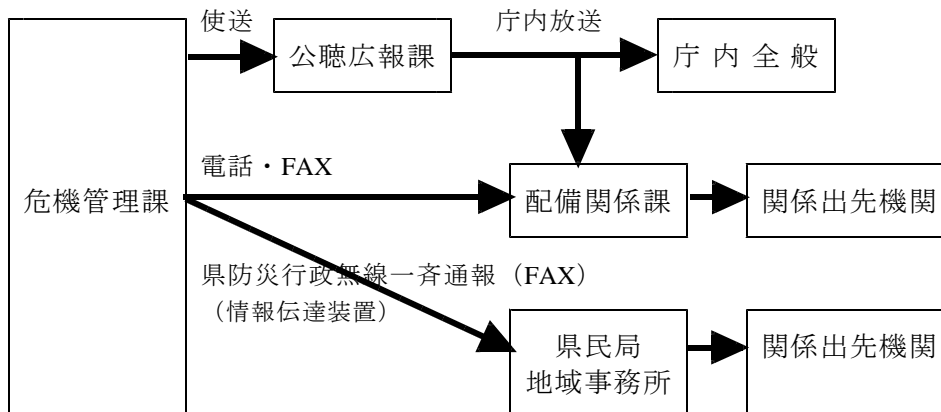 使送
庁内放送
公聴広報課
庁内全般
電話・FAX
危機管理課
配備関係課
関係出先機関
県防災行政無線一斉通報（FAX）
（情報伝達装置）
県民局
地域事務所
関係出先機関